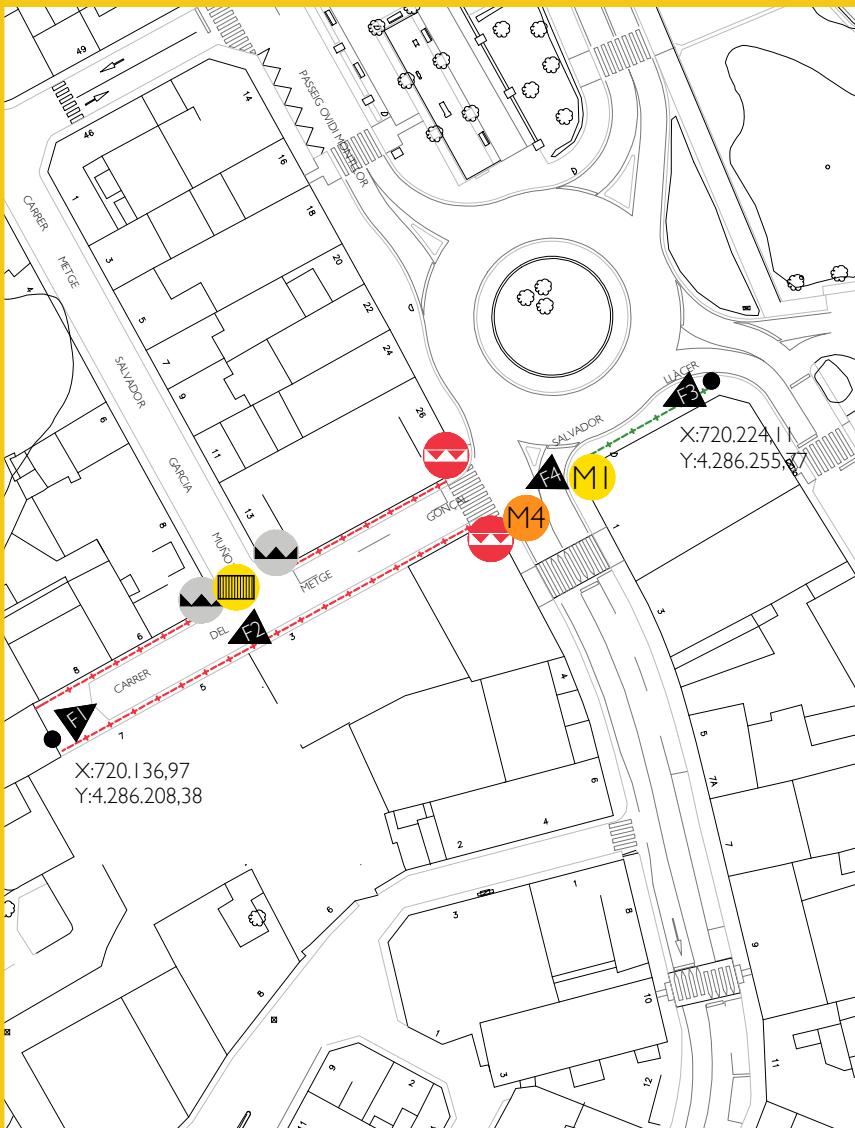 49
14
46
PASSEIG OVIDI MONTLLOR
16
1
18
CARRER
METGE
SALVADOR
GARCIA
MUÑO
3
20
4
5
22
7
24
9
26
LLÀCER
F3
SALVADOR
6
X:720.224,11
Y:4.286.255,77
11
F4
M1
GONÇAL
M4
13
8
1
METGE
3
F2
DEL
3
6
CARRER
5
8
F1
7
4
X:720.136,97
Y:4.286.208,38
5
7A
6
4
2
7
1
3
6
8
9
8
10
1
3
9
2
12
11
11